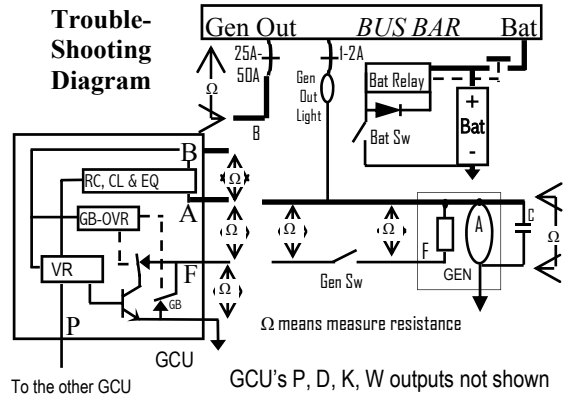 Trouble-
Shooting
Diagram
Gen Out BUS BAR Bat
25A-
50A
1-2A
Gen
Out
Light
Bat Relay
Bat Sw
+
Bat
-
Ω
B
B
RC, CL & EQ
Ω
A
GB-OVR
Ω
VR
F
GB
Ω
P
GCU
To the other GCU
Ω
Gen Sw
Ω
F
A
GEN
C
Ω
Ω means measure resistance
GCU's P, D, K, W outputs not shown